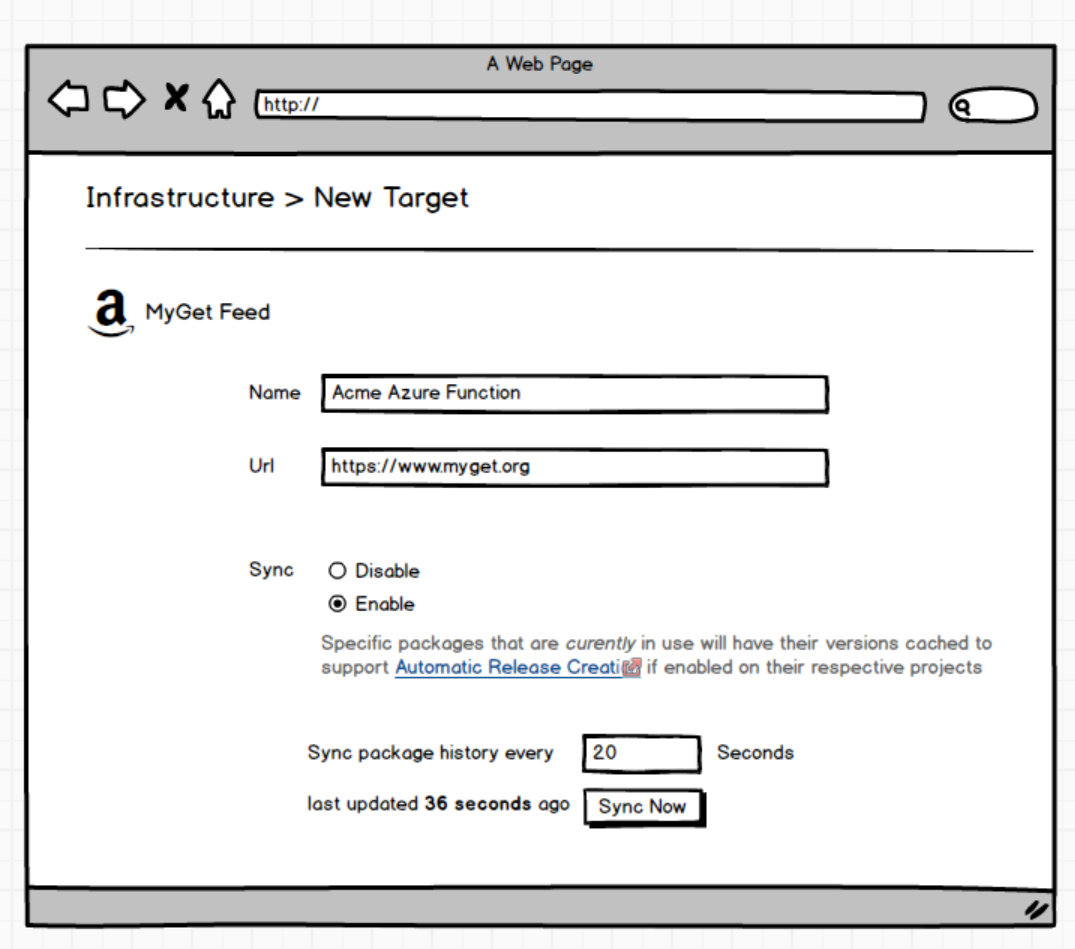 A Web Page
http://
Infrastructure > New Target
a MyGet Feed
Name Acme Azure Function
Url https://www.myget.org
Sync Disable
Enable
Specific packages that are curently in use will have their versions cached to
support Automatic Release Creati if enabled on their respective projects
Sync package history every 20 Seconds
last updated 36 seconds ago Sync Now